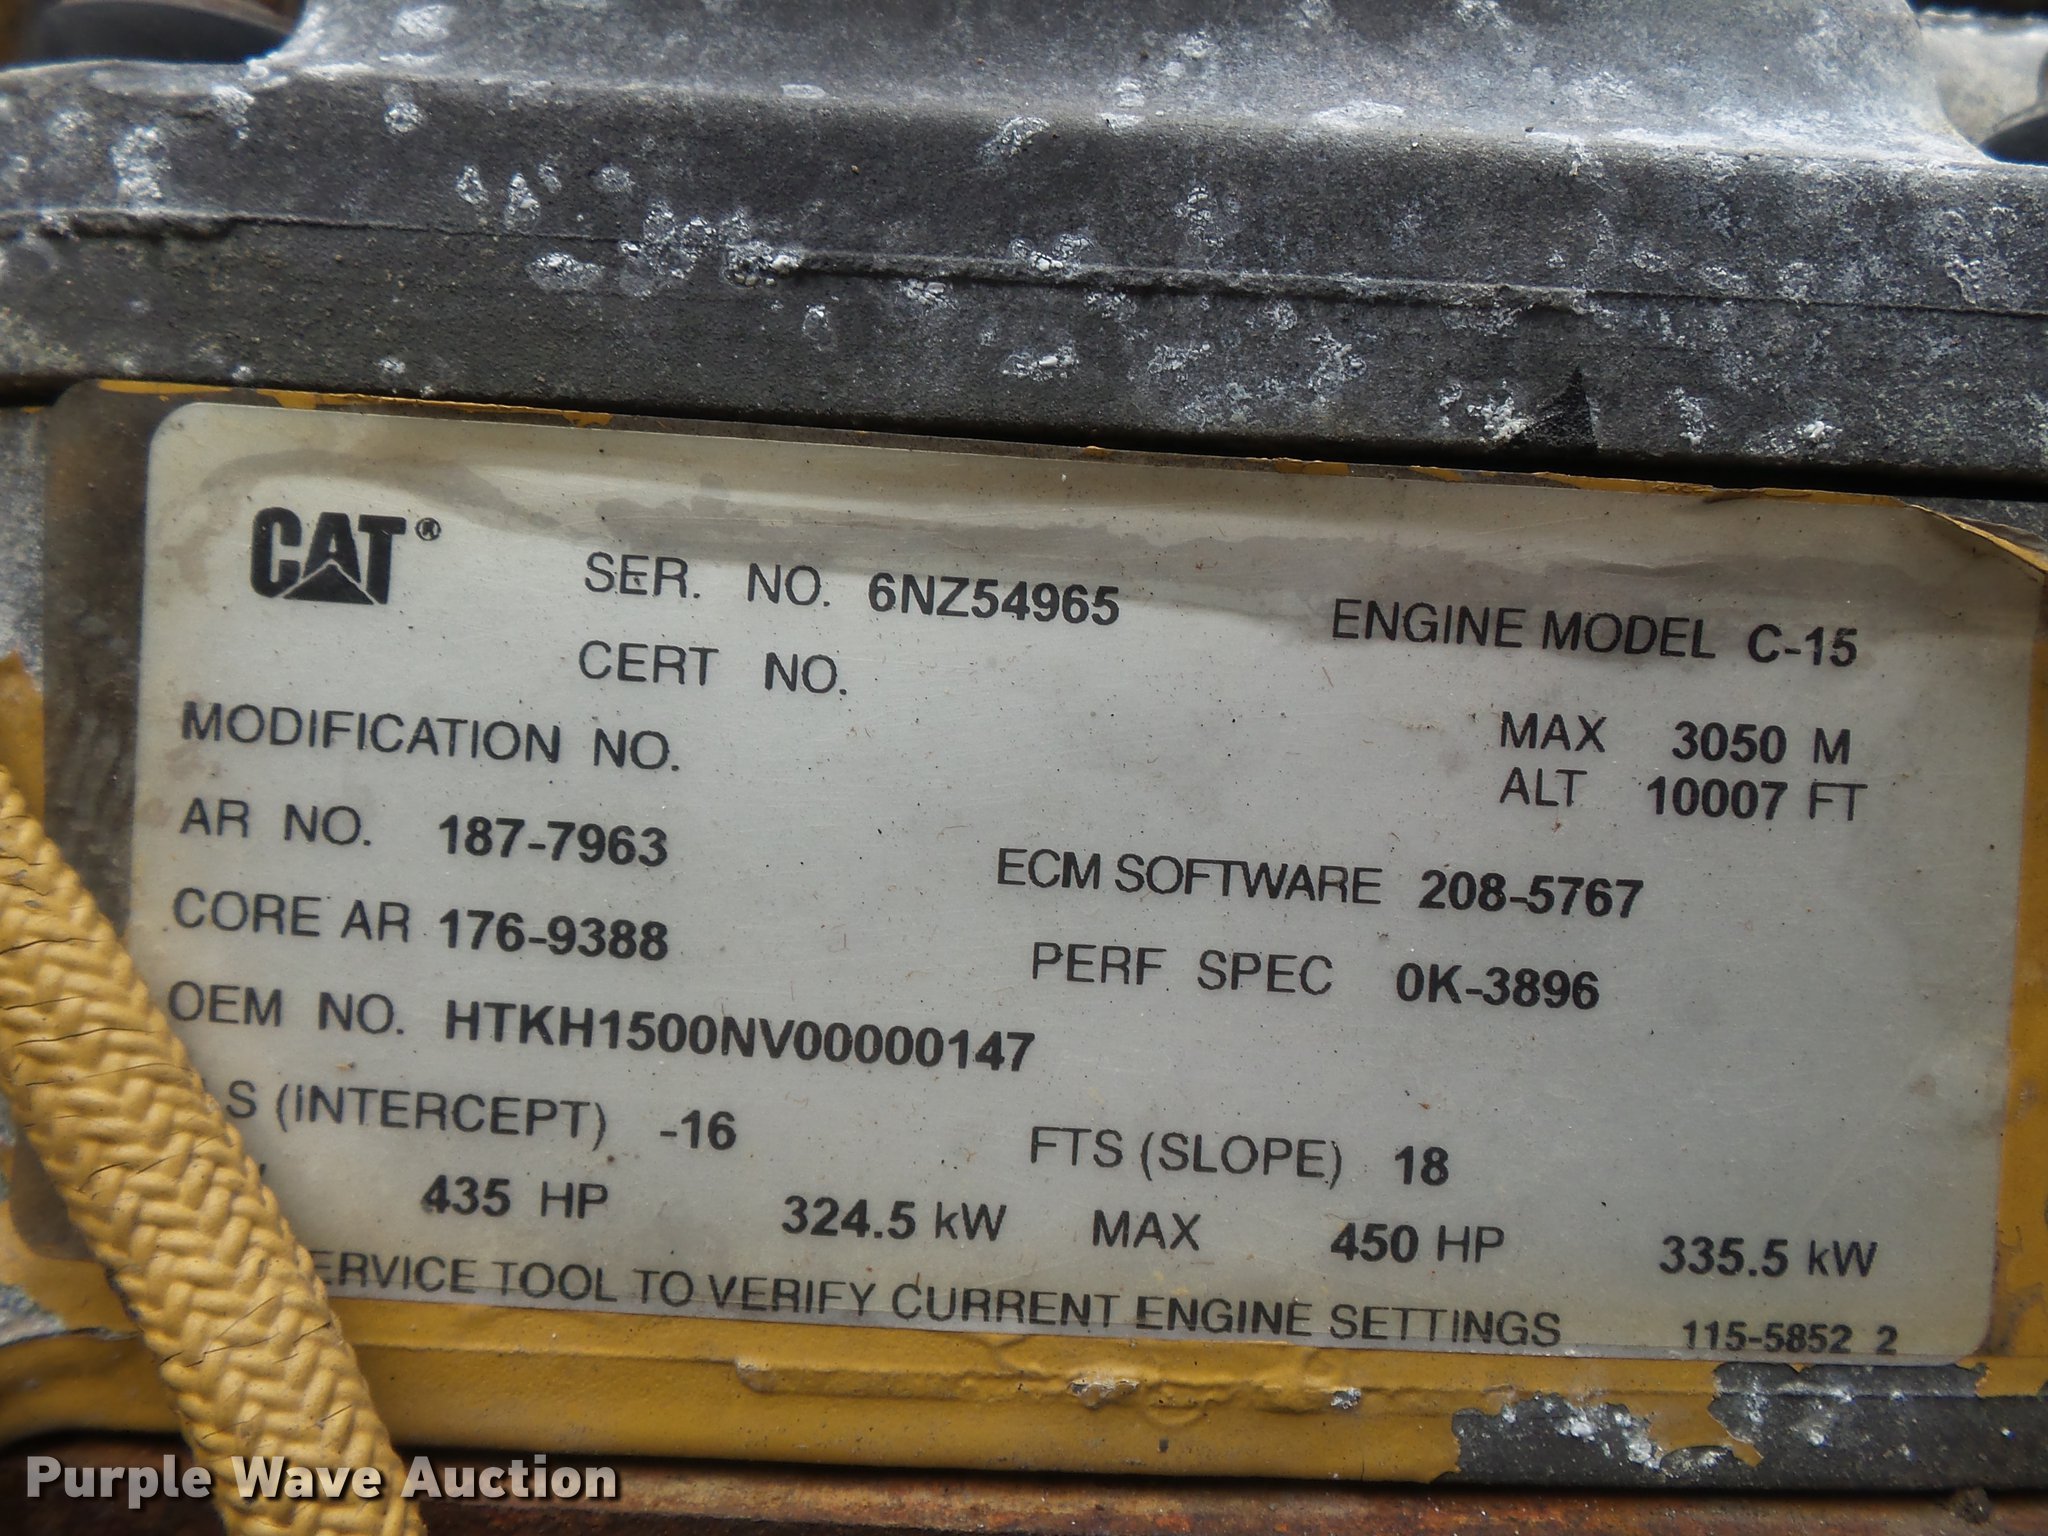 CAT®
SER. NO. 6NZ54965 ENGINE MODEL C-15
CERT NO.
MODIFICATION NO. MAX 3050 M
ALT 10007 FT
AR NO. 187-7963 ECM SOFTWARE 208-5767
CORE AR 176-9388 PERF SPEC 0K-3896
OEM NO. HTKH1500NV00000147
S (INTERCEPT) -16 FTS (SLOPE) 18
435 HP 324.5 kW MAX 450 HP 335.5 kW
ERVICE TOOL TO VERIFY CURRENT ENGINE SETTINGS 115-5852 2
Purple Wave Auction